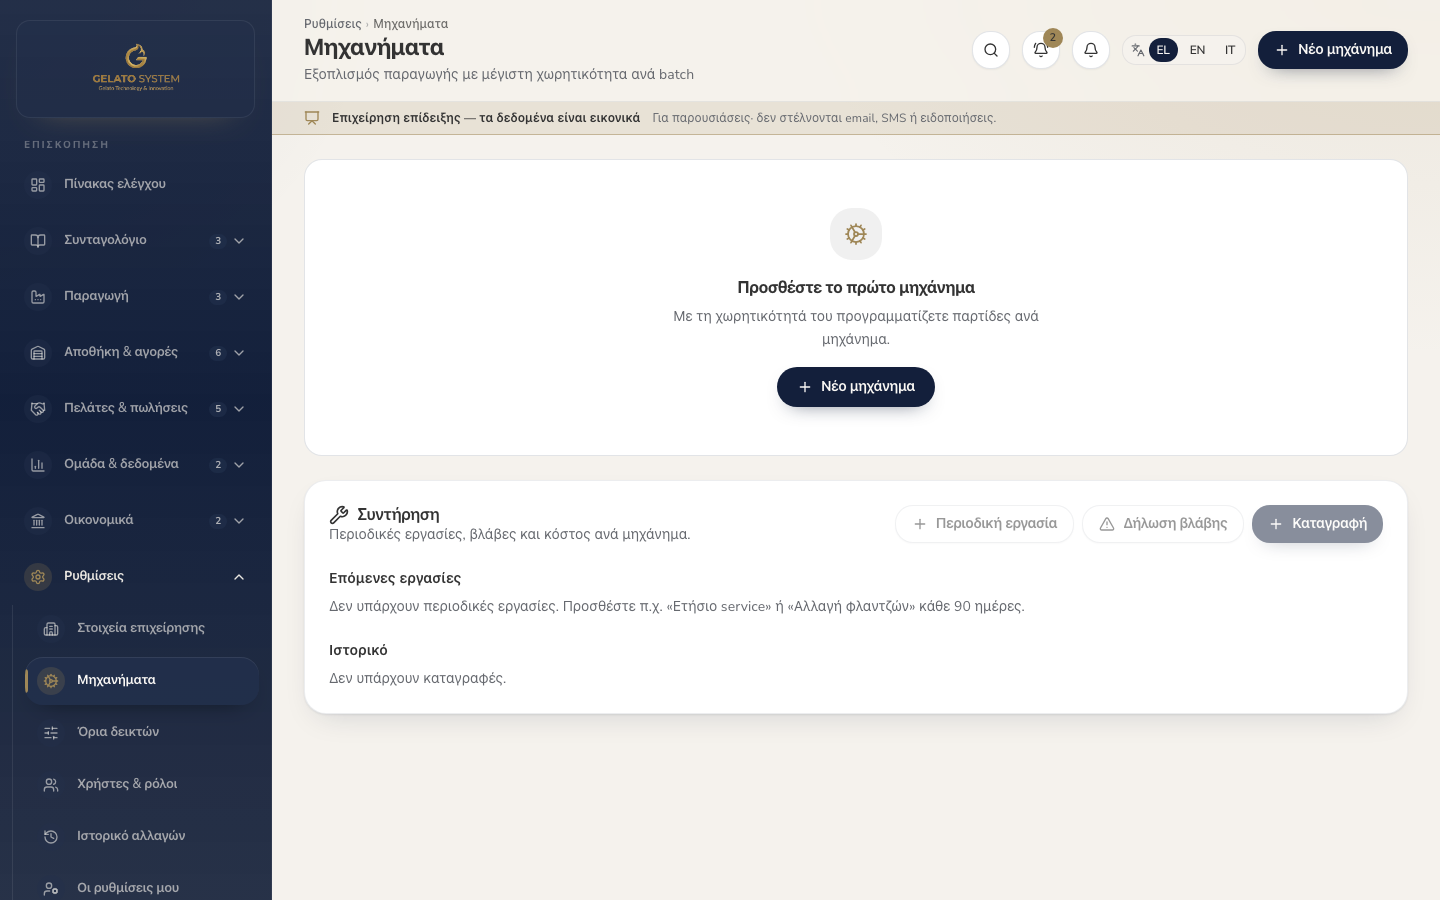 GELATO SYSTEM
Gelato Technology & Innovation
ΕΠΙΣΚΟΠΗΣΗ
Πίνακας ελέγχου
Συνταγολόγιο 3
Παραγωγή 3
Αποθήκη & αγορές 6
Πελάτες & πωλήσεις 5
Ομάδα & δεδομένα 2
Οικονομικά 2
Ρυθμίσεις
Στοιχεία επιχείρησης
Μηχανήματα
Όρια δεικτών
Χρήστες & ρόλοι
Ιστορικό αλλαγών
Οι ρυθμίσεις μου
Ρυθμίσεις › Μηχανήματα
Μηχανήματα
Εξοπλισμός παραγωγής με μέγιστη χωρητικότητα ανά batch
2
EL EN IT
Νέο μηχάνημα
Επιχείρηση επίδειξης — τα δεδομένα είναι εικονικά Για παρουσιάσεις· δεν στέλνονται email, SMS ή ειδοποιήσεις.
Προσθέστε το πρώτο μηχάνημα
Με τη χωρητικότητά του προγραμματίζετε παρτίδες ανά
μηχάνημα.
Νέο μηχάνημα
Συντήρηση
Περιοδικές εργασίες, βλάβες και κόστος ανά μηχάνημα.
Περιοδική εργασία
Δήλωση βλάβης
Καταγραφή
Επόμενες εργασίες
Δεν υπάρχουν περιοδικές εργασίες. Προσθέστε π.χ. «Ετήσιο service» ή «Αλλαγή φλαντζών» κάθε 90 ημέρες.
Ιστορικό
Δεν υπάρχουν καταγραφές.